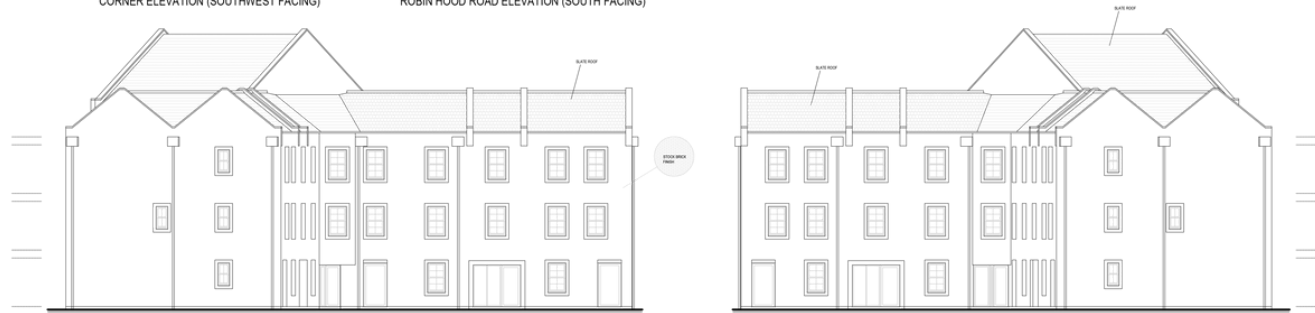 CORNER ELEVATION (SOUTHWEST FACING)
ROBIN HOOD ROAD ELEVATION (SOUTH FACING)
SLATE ROOF
SLATE ROOF
SLATE ROOF
STOCK BRICK
FINISH